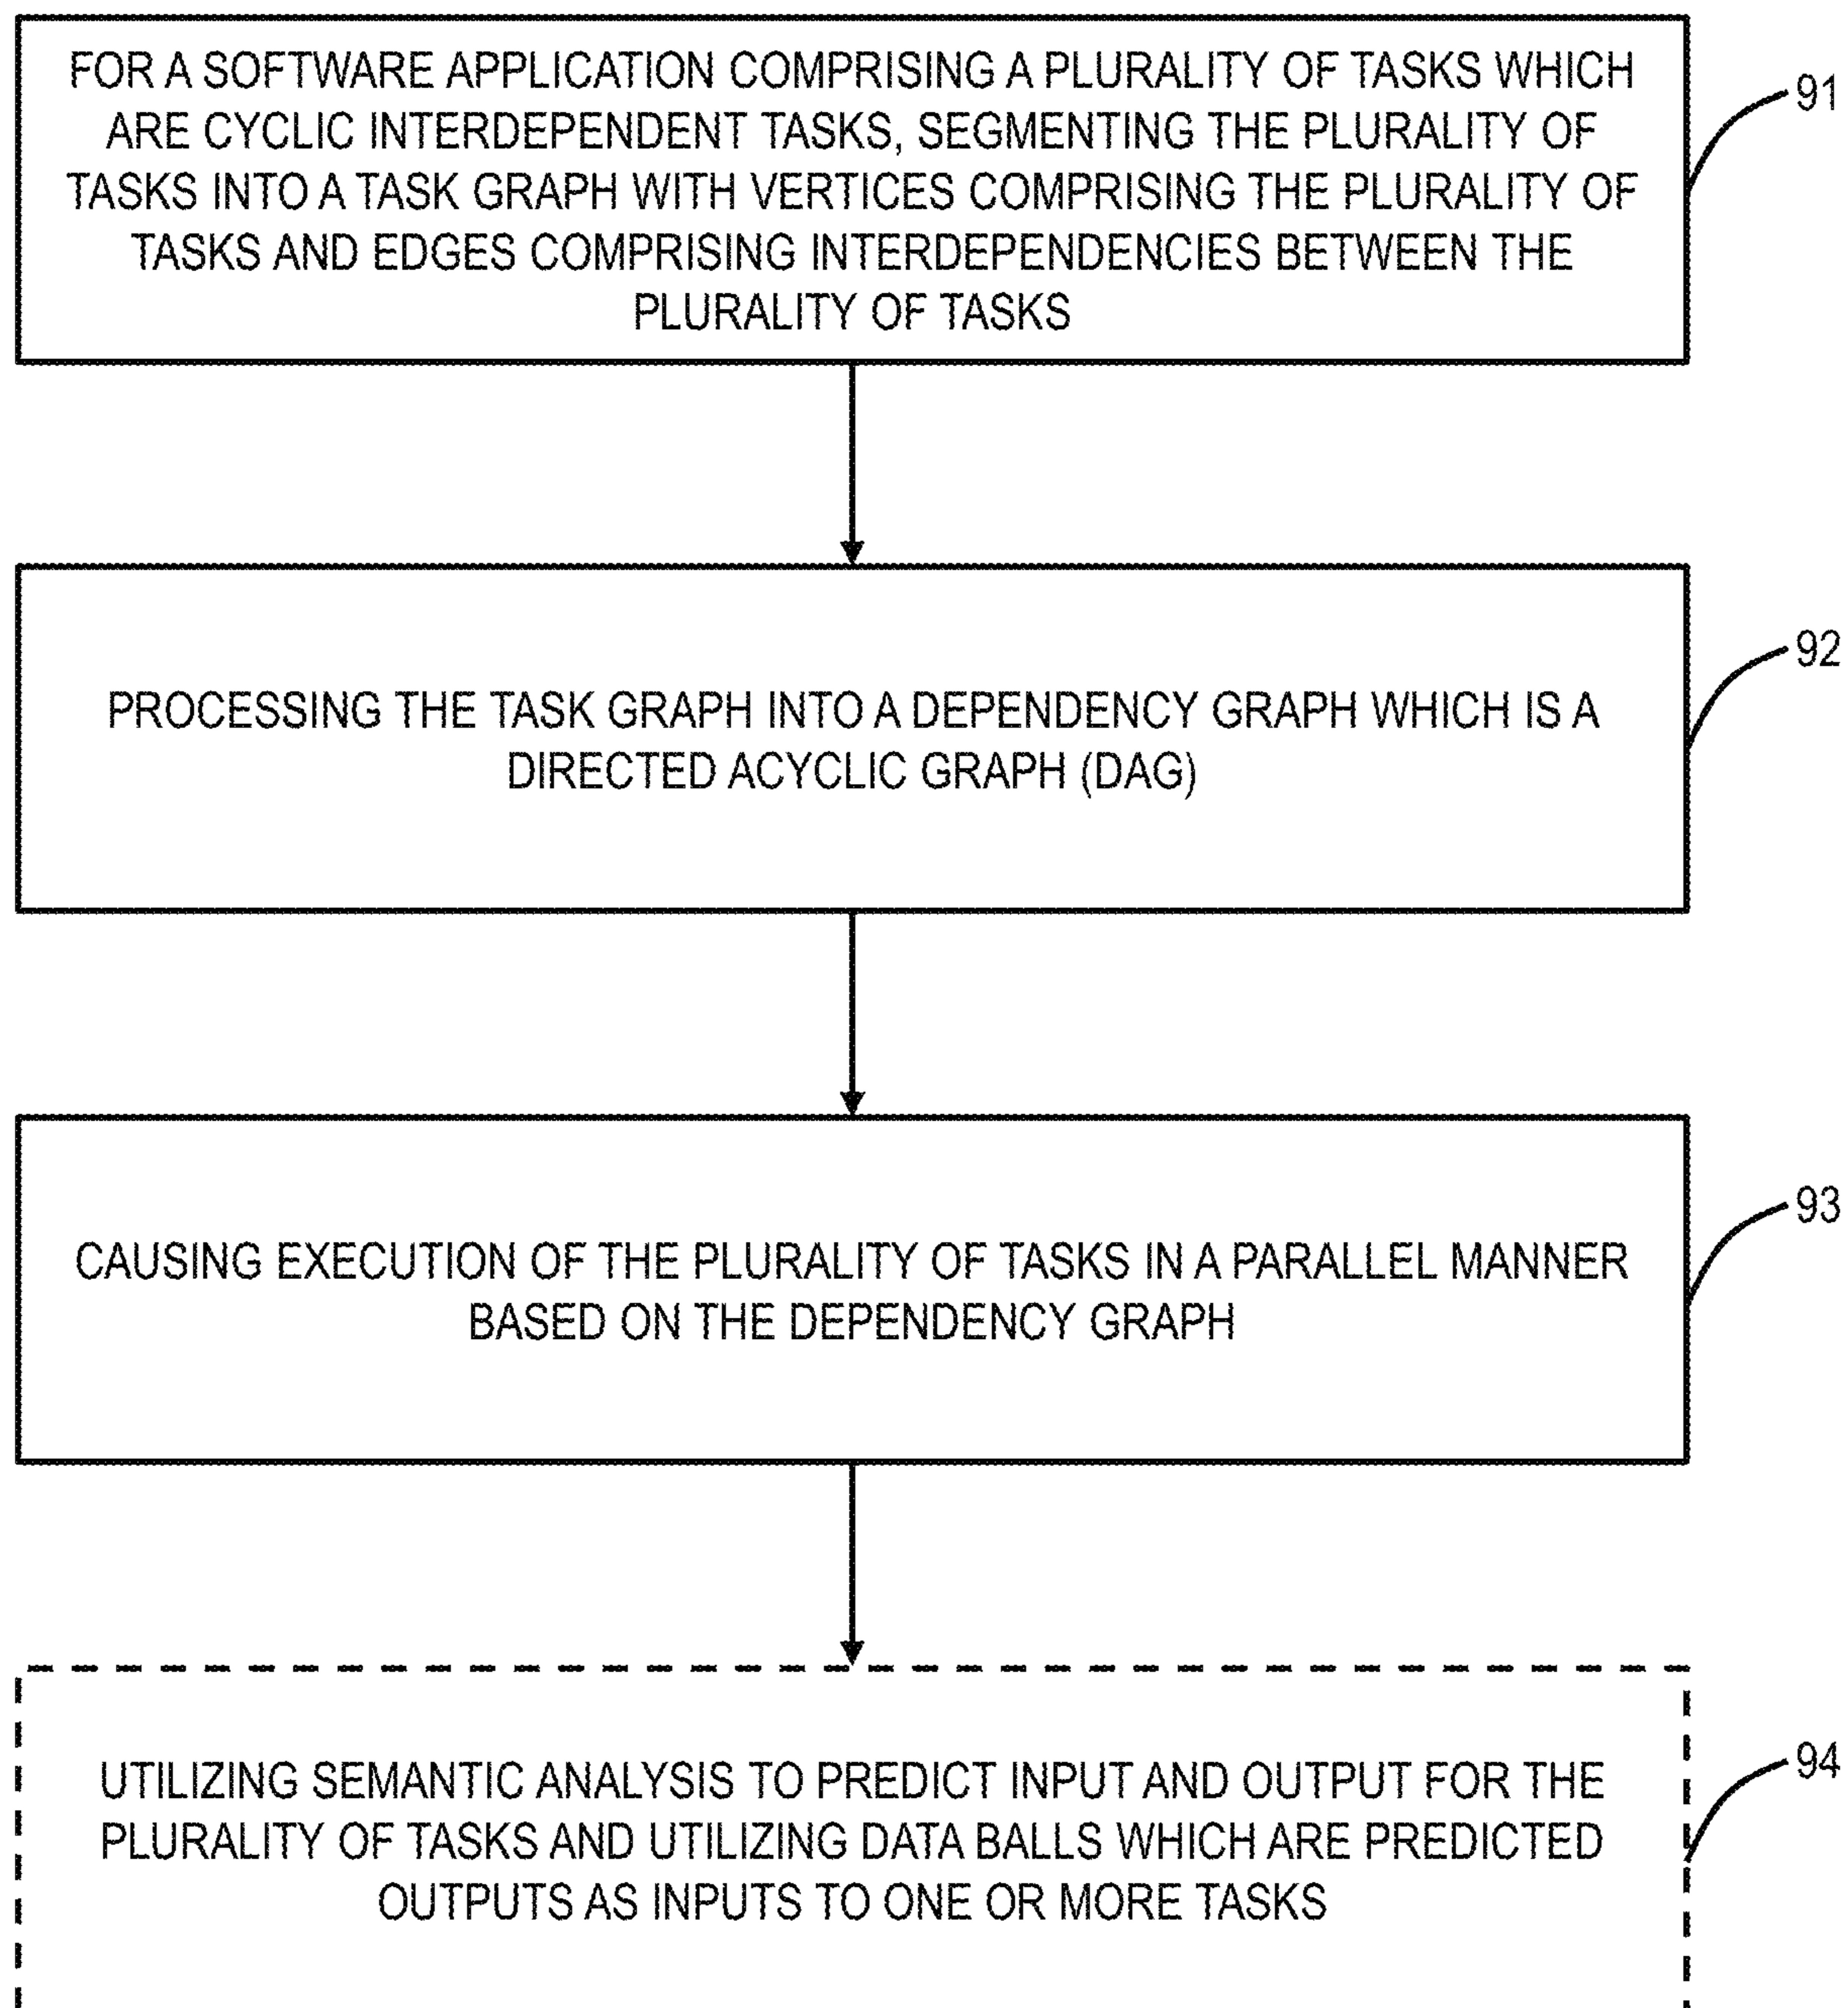 FOR A SOFTWARE APPLICATION COMPRISING A PLURALITY OF TASKS WHICH
ARE CYCLIC INTERDEPENDENT TASKS, SEGMENTING THE PLURALITY OF
TASKS INTO A TASK GRAPH WITH VERTICES COMPRISING THE PLURALITY OF
TASKS AND EDGES COMPRISING INTERDEPENDENCIES BETWEEN THE
PLURALITY OF TASKS
91
PROCESSING THE TASK GRAPH INTO A DEPENDENCY GRAPH WHICH IS A
DIRECTED ACYCLIC GRAPH (DAG)
92
CAUSING EXECUTION OF THE PLURALITY OF TASKS IN A PARALLEL MANNER
BASED ON THE DEPENDENCY GRAPH
93
UTILIZING SEMANTIC ANALYSIS TO PREDICT INPUT AND OUTPUT FOR THE
PLURALITY OF TASKS AND UTILIZING DATA BALLS WHICH ARE PREDICTED
OUTPUTS AS INPUTS TO ONE OR MORE TASKS
94